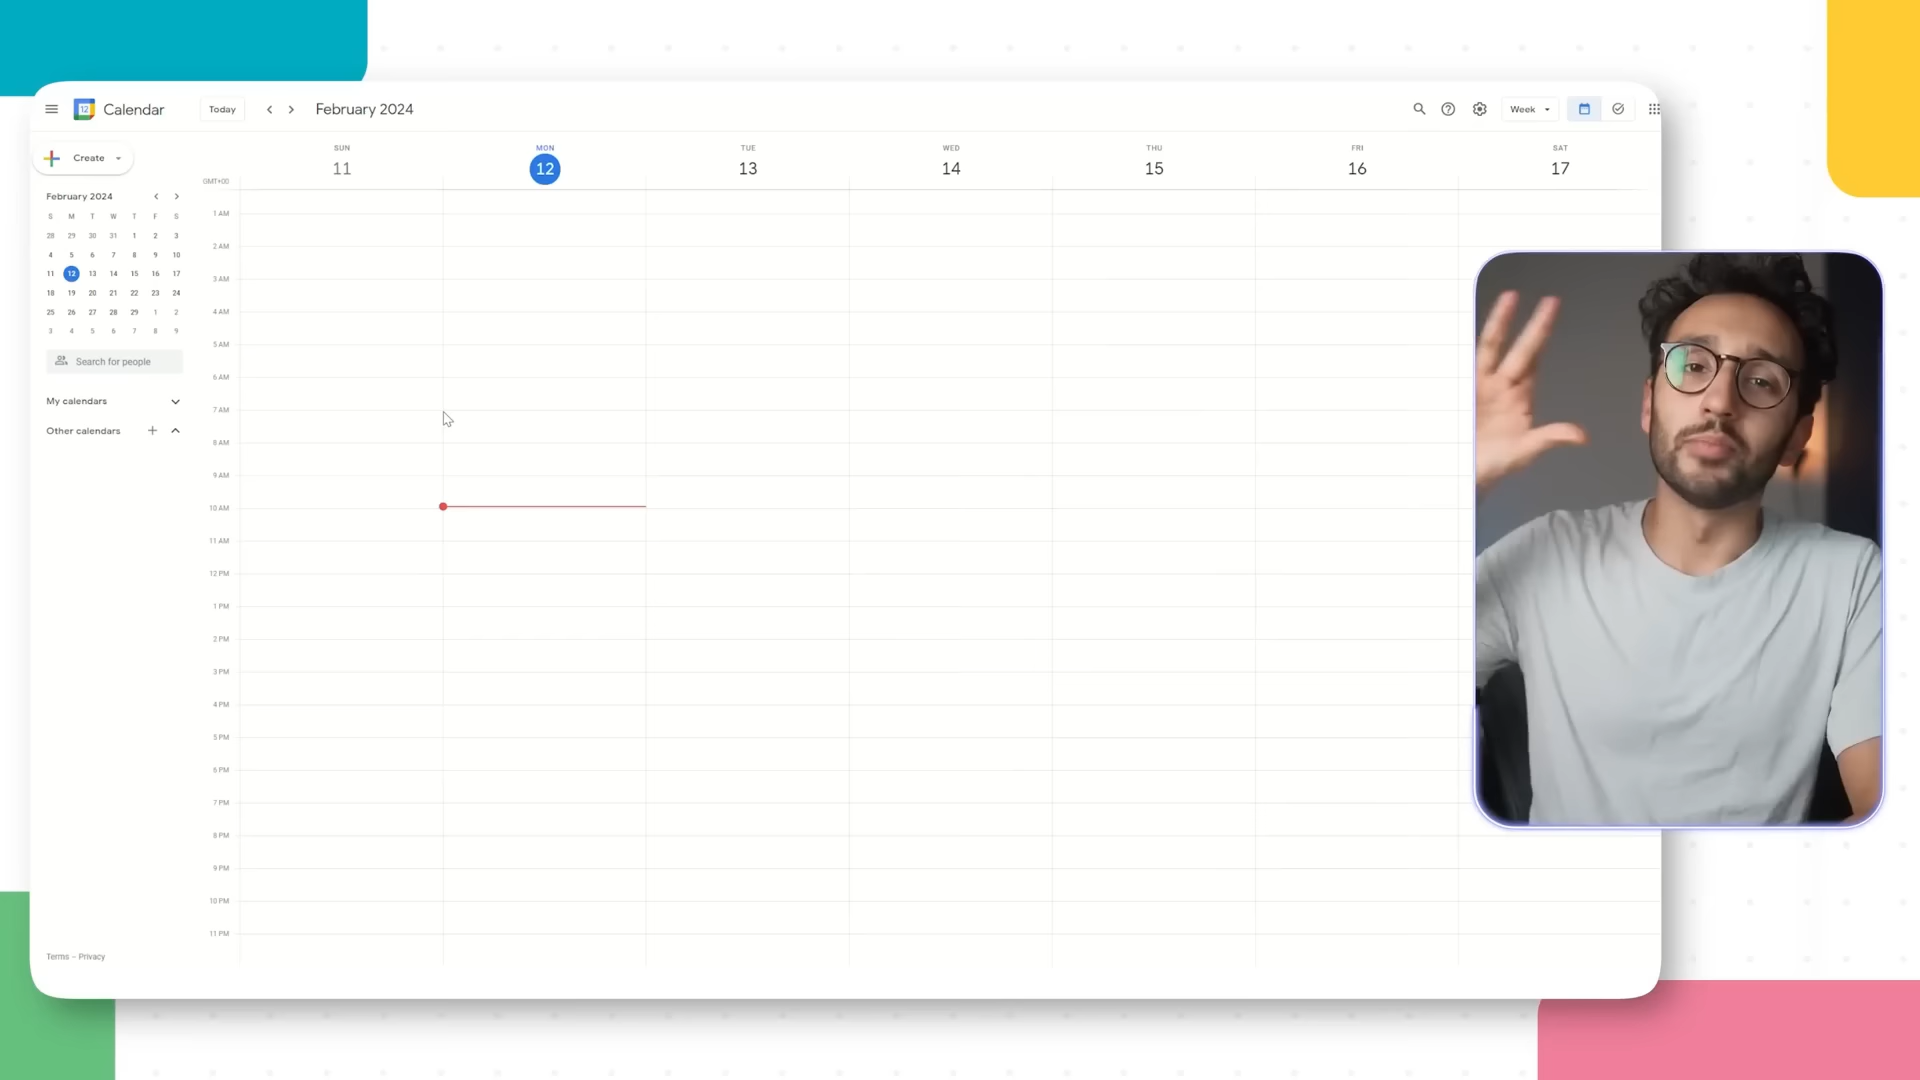 12 Calendar Today February 2024 Week
Create
February 2024
S M T W T F S
28 29 30 31 1 2 3
4 5 6 7 8 9 10
11 12 13 14 15 16 17
18 19 20 21 22 23 24
25 26 27 28 29 1 2
3 4 5 6 7 8 9
Search for people
My calendars
Other calendars
Terms – Privacy
SUN MON TUE WED THU FRI SAT
11 12 13 14 15 16 17
GMT+00
1 AM
2 AM
3 AM
4 AM
5 AM
6 AM
7 AM
8 AM
9 AM
10 AM
11 AM
12 PM
1 PM
2 PM
3 PM
4 PM
5 PM
6 PM
7 PM
8 PM
9 PM
10 PM
11 PM